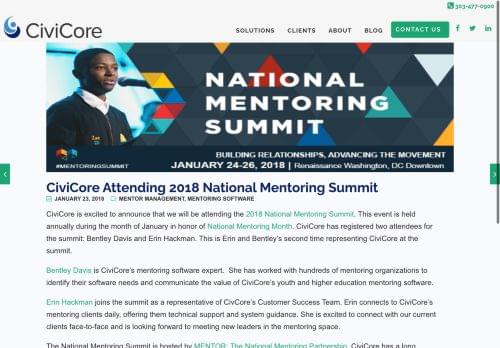 303-477-0900
CiviCore
SOLUTIONS CLIENTS ABOUT BLOG CONTACT US
NATIONAL
MENTORING
SUMMIT
BUILDING RELATIONSHIPS, ADVANCING THE MOVEMENT
#MENTORINGSUMMIT JANUARY 24-26, 2018 | Renaissance Washington, DC Downtown
CiviCore Attending 2018 National Mentoring Summit
JANUARY 23, 2018 MENTOR MANAGEMENT, MENTORING SOFTWARE
CiviCore is excited to announce that we will be attending the 2018 National Mentoring Summit. This event is held
annually during the month of January in honor of National Mentoring Month. CiviCore has registered two attendees for
the summit: Bentley Davis and Erin Hackman. This is Erin and Bentley’s second time representing CiviCore at the
summit.
Bentley Davis is CiviCore’s mentoring software expert. She has worked with hundreds of mentoring organizations to
identify their software needs and communicate the value of CiviCore’s youth and higher education mentoring software.
Erin Hackman joins the summit as a representative of CivCore’s Customer Success Team. Erin connects to CiviCore’s
mentoring clients daily, offering them technical support and system guidance. She is excited to connect with our current
clients face-to-face and is looking forward to meeting new leaders in the mentoring space.
The National Mentoring Summit is hosted by MENTOR: The National Mentoring Partnership. CiviCore has a long